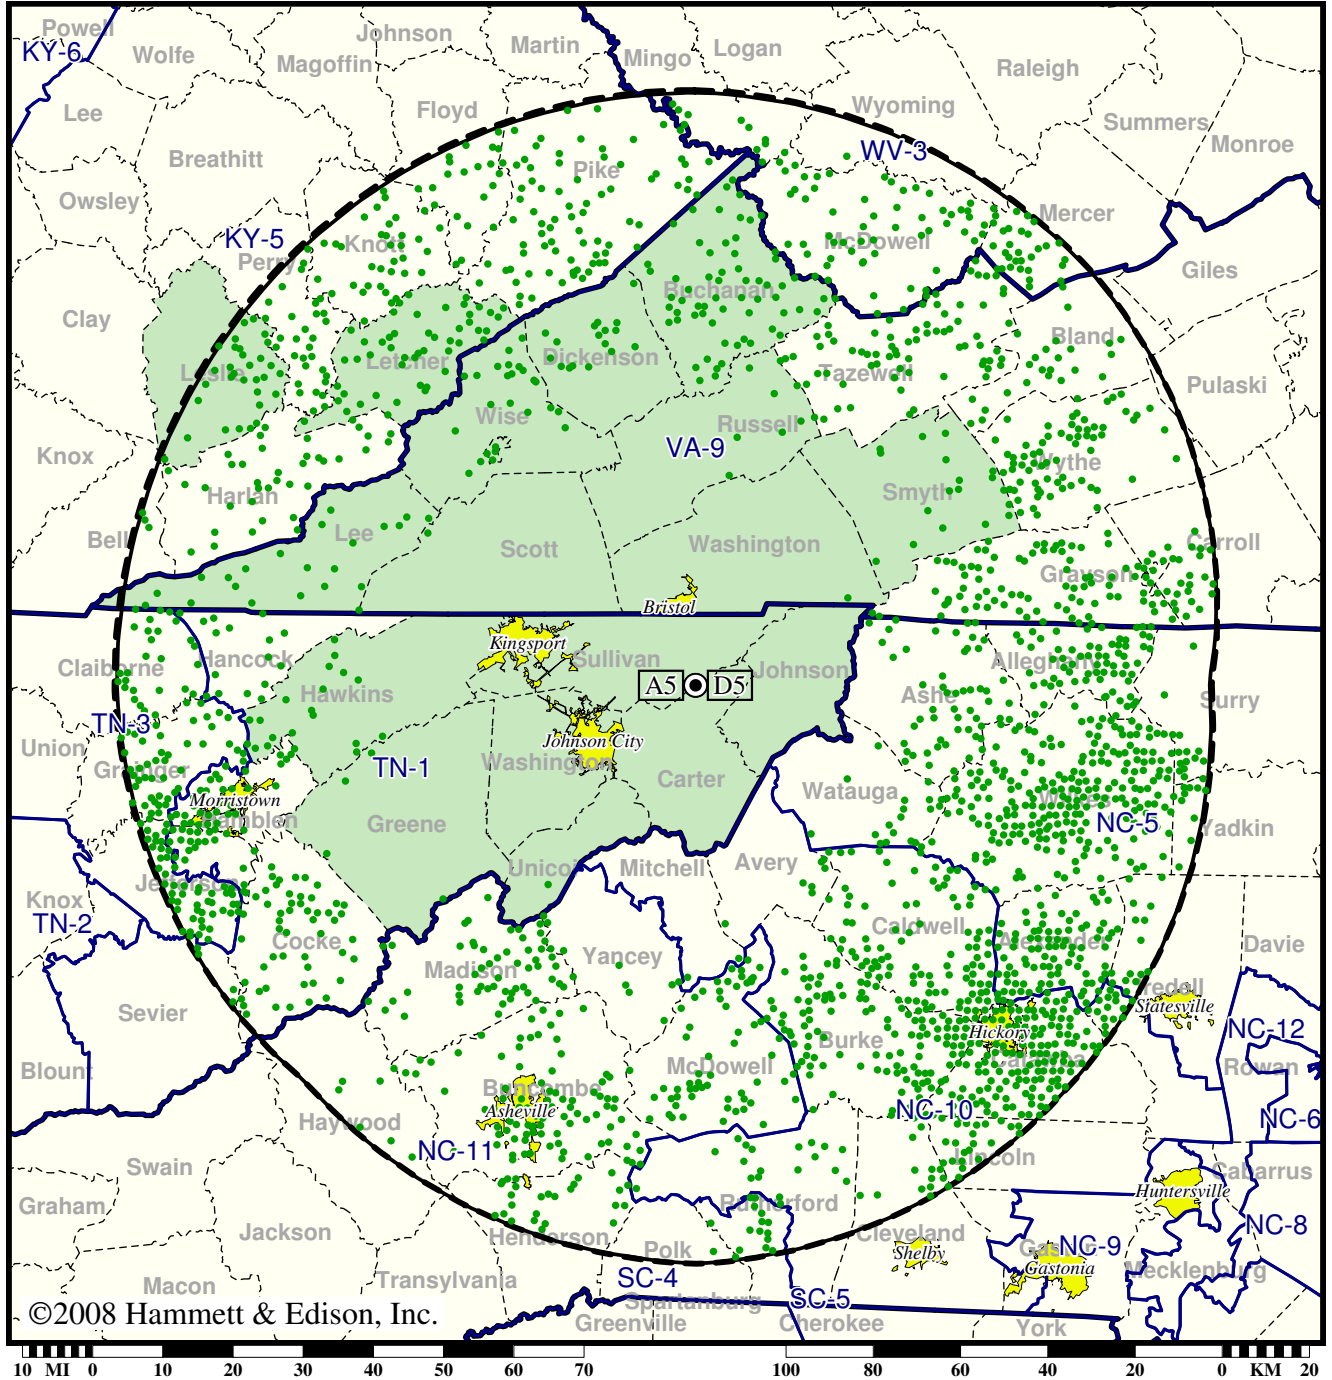 Powell
Johnson
KY-6
Wolfe
Magoffin
Martin
Mingo
Logan
Raleigh
Lee
Floyd
Wyoming
Summers
Monroe
Breathitt
Pike
WV-3
Owsley
Mercer
KY-5
Perry
Knott
McDowell
Giles
Clay
Buchanan
Bland
Leslie
Letcher
Dickenson
Tazewell
Pulaski
Wise
Russell
VA-9
Knox
Wythe
Harlan
Smyth
Bell
Lee
Scott
Washington
Carroll
Grayson
Bristol
Kingsport
Claiborne
Hancock
Sullivan
Johnson
Alleghany
Hawkins
A5
D5
Ashe
Surry
TN-3
Union
Grainger
TN-1
Johnson City
Washington
Carter
Watauga
Wilkes
Morristown
Hamblen
Greene
NC-5
Yadkin
Unicoi
Mitchell
Avery
Jefferson
Knox
TN-2
Cocke
Caldwell
Alexander
Davie
Madison
Yancey
Sevier
Iredell
Statesville
Hickory
NC-12
Burke
Blount
McDowell
Catawba
Rowan
Buncombe
Asheville
NC-10
NC-6
Haywood
NC-11
Swain
Lincoln
Cabarrus
Graham
Huntersville
Rutherford
Jackson
Henderson
Polk
Cleveland
Shelby
NC-8
Gaston
NC-9
Gastonia
Mecklenburg
Macon
Transylvania
SC-4
Spartanburg
SC-5
©2008 Hammett & Edison, Inc.
Greenville
Cherokee
York
10 MI 0 10 20 30 40 50 60 70 100 80 60 40 20 0 KM 20